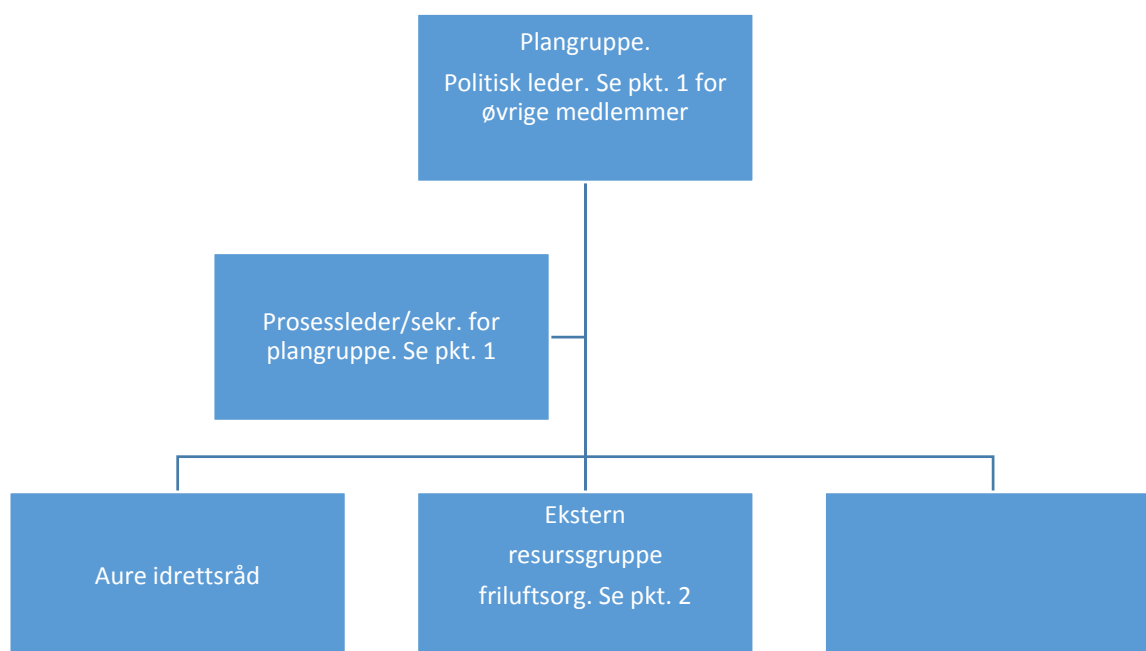 Plangruppe.
Politisk leder. Se pkt. 1 for
øvrige medlemmer
Prosessleder/sekr. for
plangruppe. Se pkt. 1
Aure idrettsråd
Ekstern
resurssgruppe
friluftsorg. Se pkt. 2